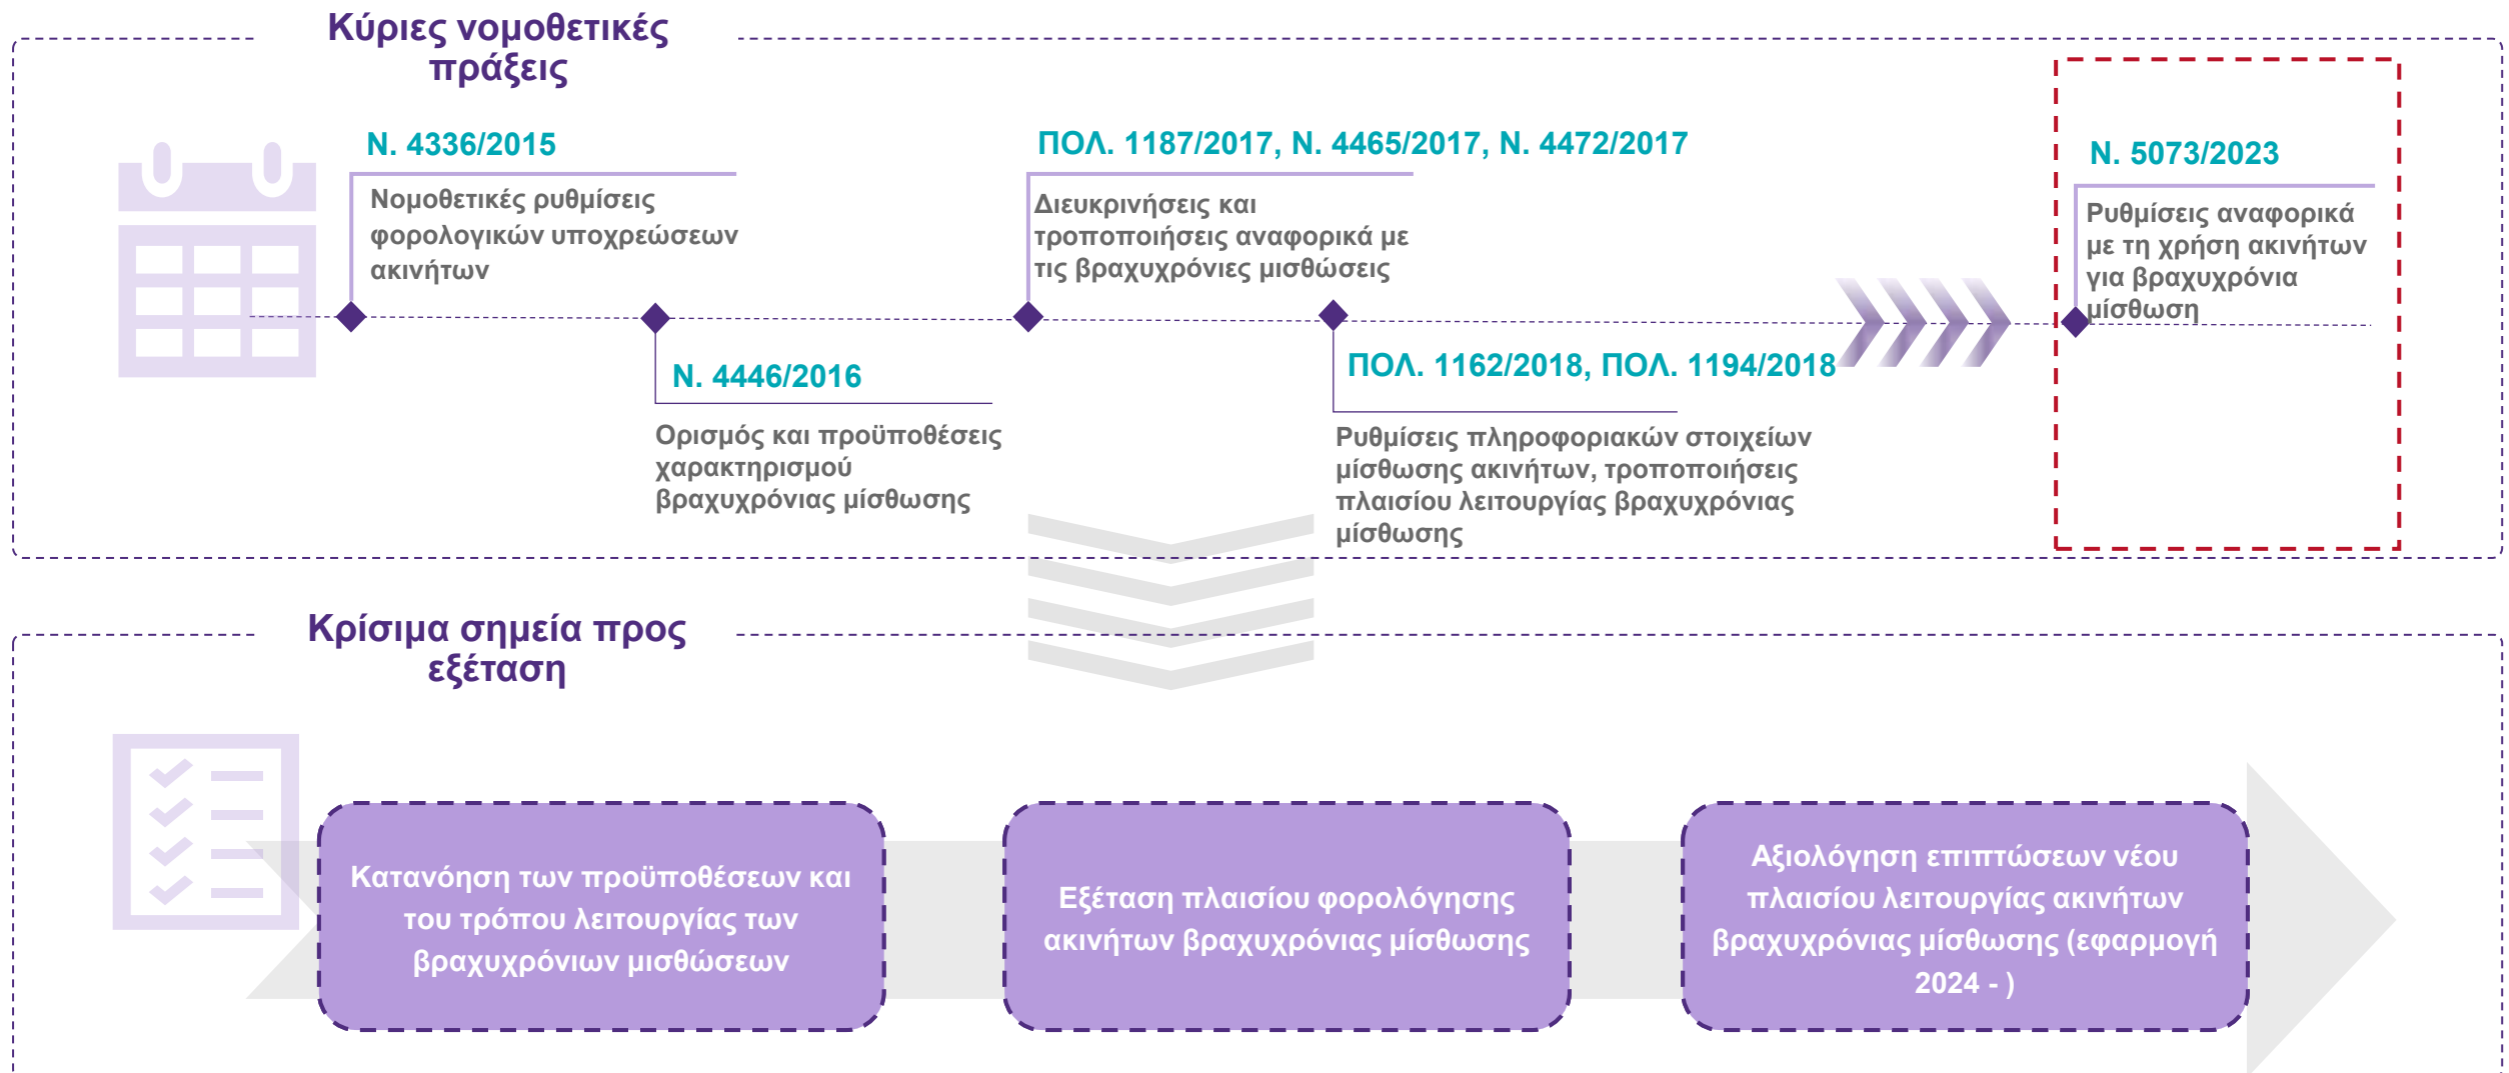 Κύριες νομοθετικές
πράξεις
Ν. 4336/2015
Νομοθετικές ρυθμίσεις
φορολογικών υποχρεώσεων
ακινήτων
Ν. 4446/2016
Ορισμός και προϋποθέσεις
χαρακτηρισμού
βραχυχρόνιας μίσθωσης
ΠΟΛ. 1187/2017, Ν. 4465/2017, Ν. 4472/2017
Διευκρινήσεις και
τροποποιήσεις αναφορικά με
τις βραχυχρόνιες μισθώσεις
ΠΟΛ. 1162/2018, ΠΟΛ. 1194/2018
Ρυθμίσεις πληροφοριακών στοιχείων
μίσθωσης ακινήτων, τροποποιήσεις
πλαισίου λειτουργίας βραχυχρόνιας
μίσθωσης
Ν. 5073/2023
Ρυθμίσεις αναφορικά
με τη χρήση ακινήτων
για βραχυχρόνια
μίσθωση
Κρίσιμα σημεία προς
εξέταση
Κατανόηση των προϋποθέσεων και
του τρόπου λειτουργίας των
βραχυχρόνιων μισθώσεων
Εξέταση πλαισίου φορολόγησης
ακινήτων βραχυχρόνιας μίσθωσης
Αξιολόγηση επιπτώσεων νέου
πλαισίου λειτουργίας ακινήτων
βραχυχρόνιας μίσθωσης (εφαρμογή
2024 - )